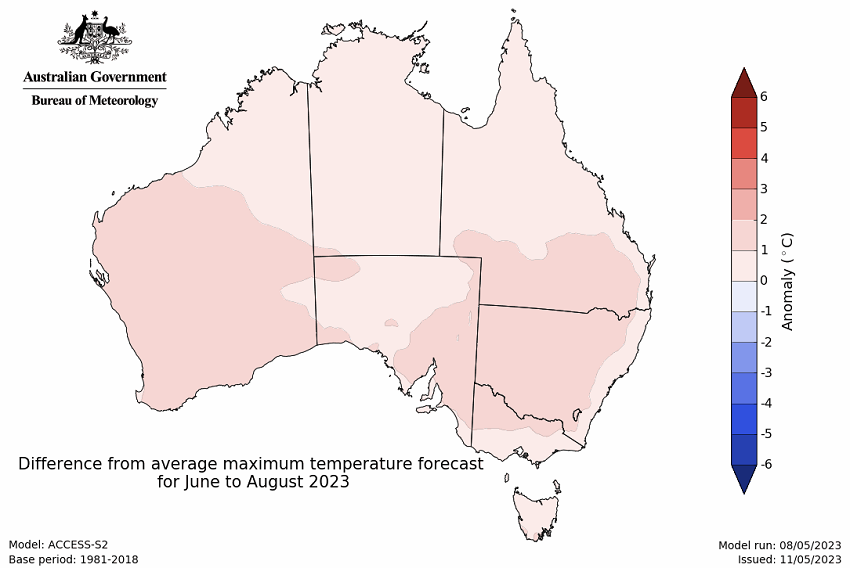 Australian Government
Bureau of Meteorology
6
5
4
3
2
1
0
-1
-2
-3
-4
-5
-6
Anomaly (°C)
Difference from average maximum temperature forecast
for June to August 2023
Model: ACCESS-S2
Base period: 1981-2018
Model run: 08/05/2023
Issued: 11/05/2023